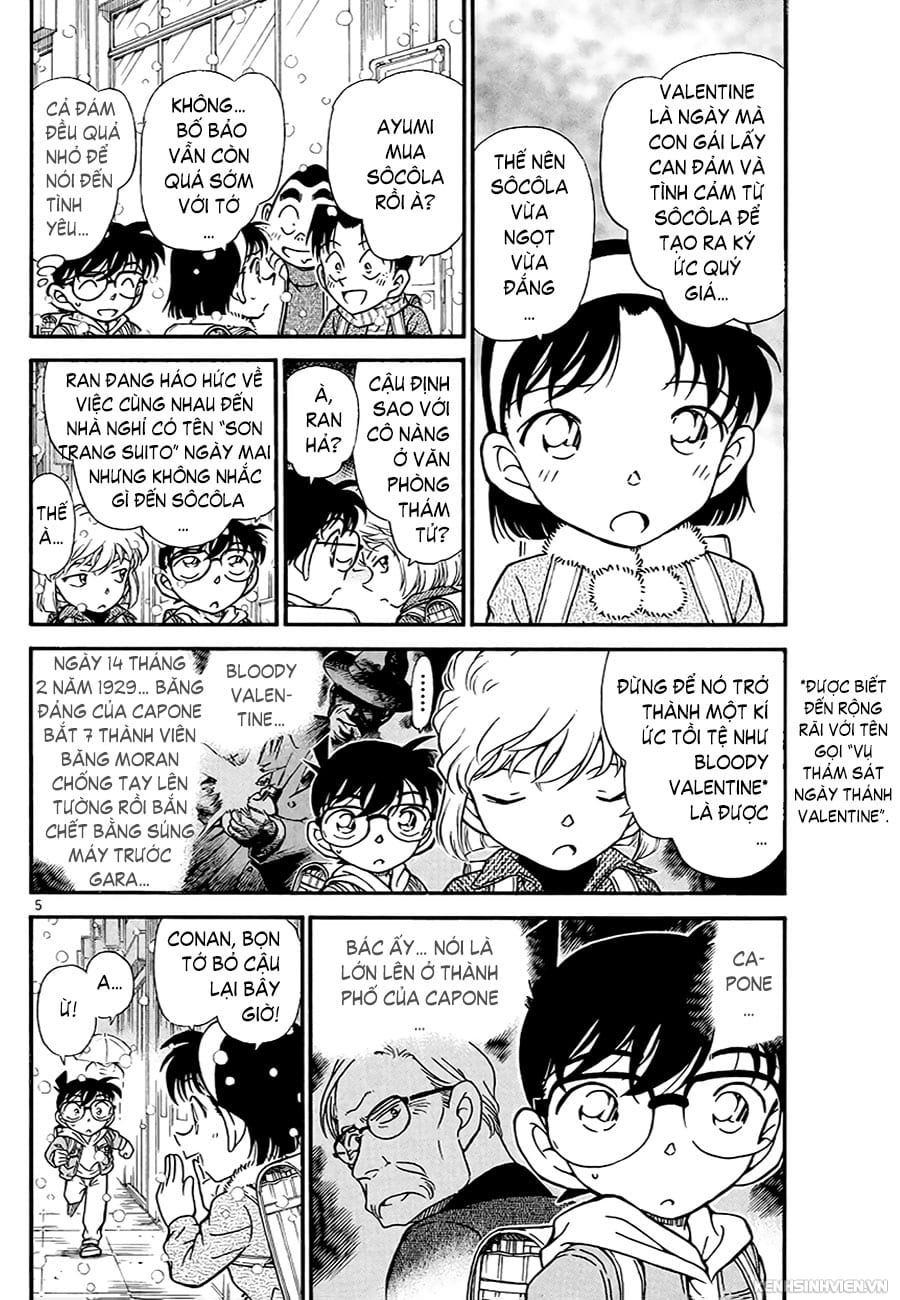 VALENTINE
LÀ NGÀY MÀ
CON GÁI LẤY
CAN ĐẢM VÀ
TÌNH CẢM TỪ
SÔCÔLA ĐỂ
TẠO RA KÝ
ỨC QUÝ
GIÁ...
THẾ NÊN
SÔCÔLA
VỪA
NGỌT
VỪA
ĐẮNG
...
AYUMI
MUA
SÔCÔLA
RỒI À?
KHÔNG...
BỐ BẢO
VẪN CÒN
QUÁ SỚM
VỚI TỚ
...
CẢ ĐÁM
ĐỀU QUÁ
NHỎ ĐỂ
NÓI ĐẾN
TÌNH
YÊU...
CẬU ĐỊNH
SAO VỚI
CÔ NÀNG
Ở VĂN
PHÒNG
THÁM
TỬ?
À,
RAN
HẢ?
RAN ĐANG HÁO HỨC VỀ
VIỆC CÙNG NHAU ĐẾN
NHÀ NGHỈ CÓ TÊN “SƠN
TRANG SUITO” NGÀY MAI
NHƯNG KHÔNG NHẮC
GÌ ĐẾN SÔCÔLA
...
THẾ
À...
ĐỪNG ĐỂ NÓ TRỞ
THÀNH MỘT KÍ
ỨC TỒI TỆ NHƯ
BLOODY
VALENTINE*
LÀ ĐƯỢC
...
*ĐƯỢC BIẾT
ĐẾN RỘNG
RÃI VỚI TÊN
GỌI “VỤ
THẢM SÁT
NGÀY THÁNH
VALENTINE”.
......
BLOODY
VALEN-
TINE...
NGÀY 14 THÁNG
2 NĂM 1929... BĂNG
ĐẢNG CỦA CAPONE
BẮT 7 THÀNH VIÊN
BĂNG MORAN
CHỐNG TAY LÊN
TƯỜNG RỒI BẮN
CHẾT BẰNG SÚNG
MÁY TRƯỚC
GARA...
5
CA-
PONE
...
BÁC ẤY... NÓI LÀ
LỚN LÊN Ở THÀNH
PHỐ CỦA CAPONE
...
CONAN, BỌN
TỚ BỎ CẬU
LẠI BÂY
GIỜ!
A...
Ừ!
KENHSINHVIEN.VN